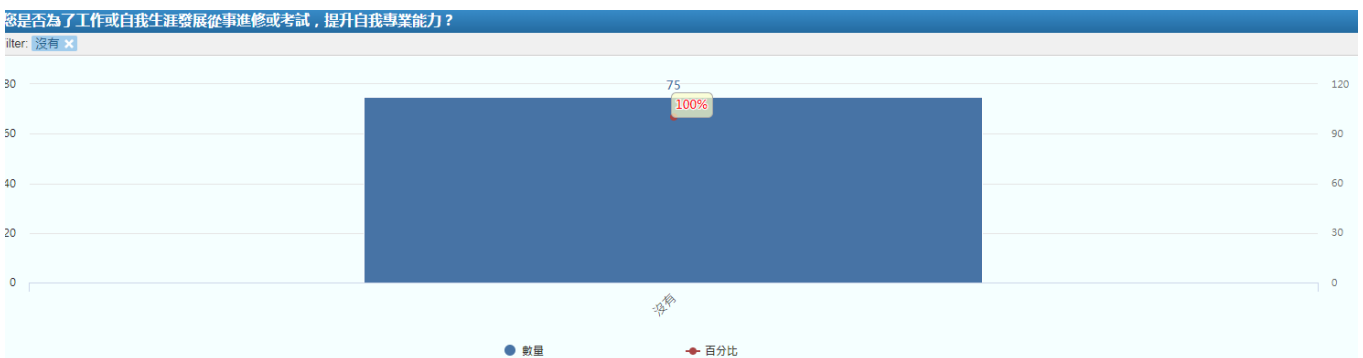 您是否為了工作或自我生涯發展從事進修或考試，提升自我專業能力？
ilter: 沒有 ×
80 75 120
100%
60 90
40 60
20 30
0 0
沒有
數量 百分比